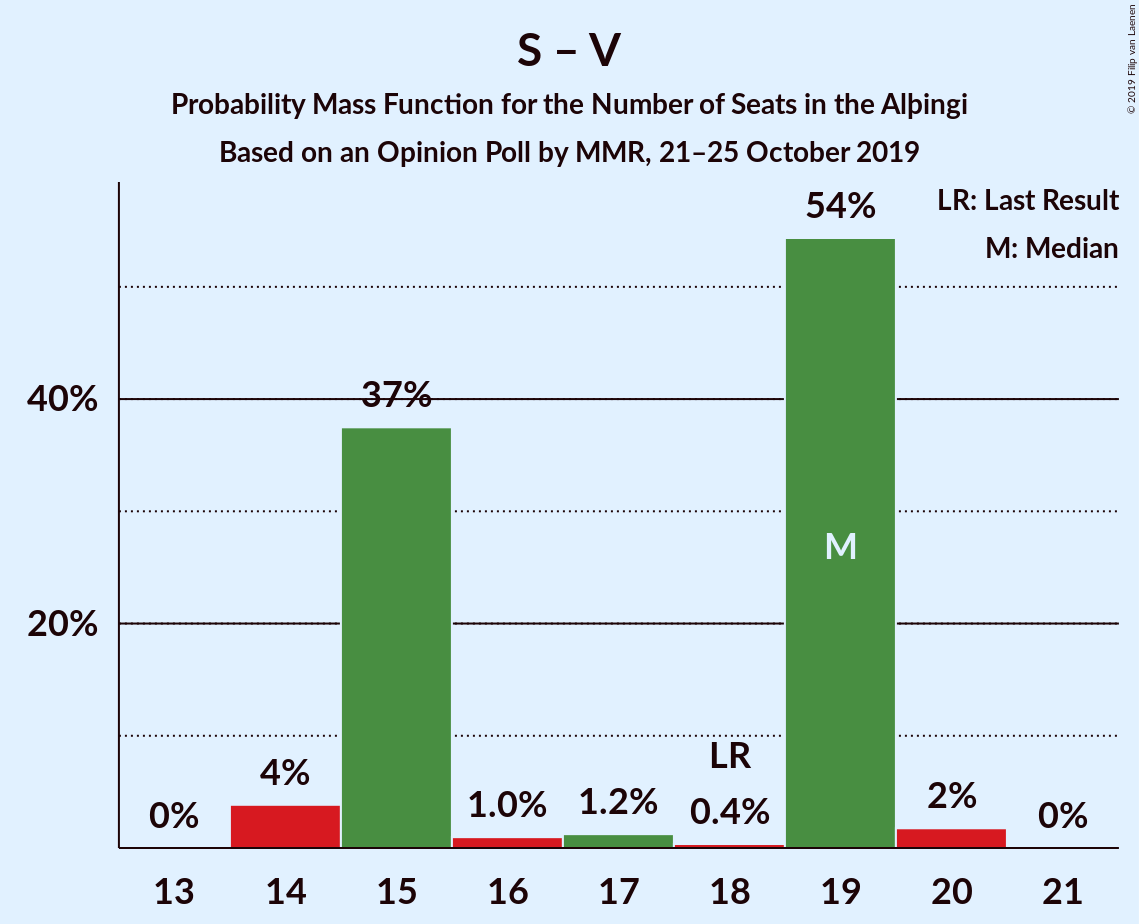 S – V
Probability Mass Function for the Number of Seats in the Alþingi
Based on an Opinion Poll by MMR, 21–25 October 2019
© 2019 Filip van Laenen
LR: Last Result
M: Median
54%
40%
37%
M
20%
LR
0%
4%
1.0%
1.2%
0.4%
2%
0%
13 14 15 16 17 18 19 20 21